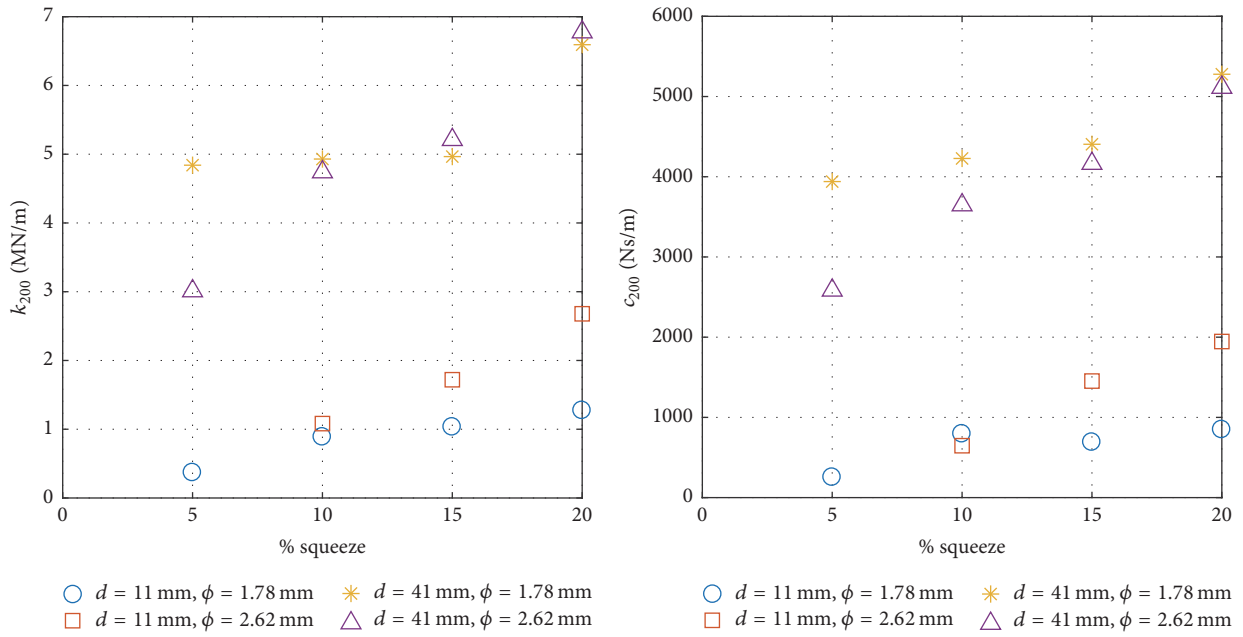 7
6
5
4
3
2
1
0
k200 (MN/m)
0 5 10 15 20
% squeeze
d = 11 mm, ϕ = 1.78 mm
d = 41 mm, ϕ = 1.78 mm
d = 11 mm, ϕ = 2.62 mm
d = 41 mm, ϕ = 2.62 mm
6000
5000
4000
3000
2000
1000
0
c200 (Ns/m)
0 5 10 15 20
% squeeze
d = 11 mm, ϕ = 1.78 mm
d = 41 mm, ϕ = 1.78 mm
d = 11 mm, ϕ = 2.62 mm
d = 41 mm, ϕ = 2.62 mm